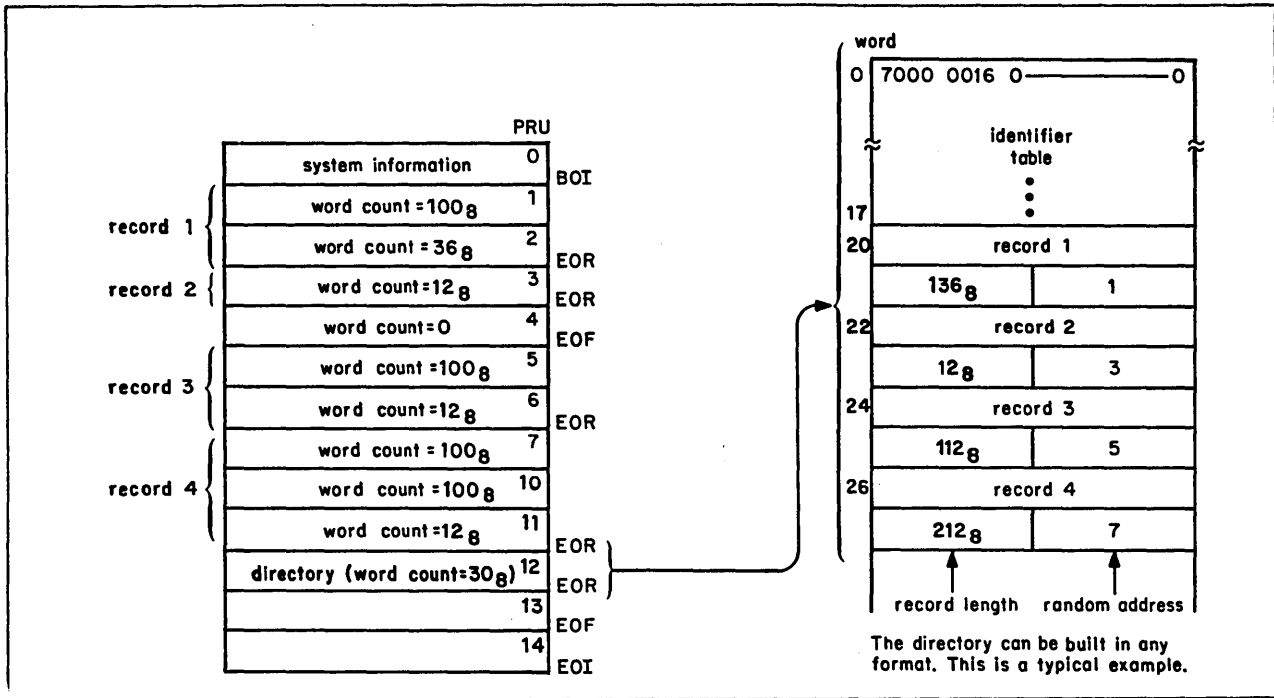 PRU
system information 0
BOI
record 1
word count=100₈ 1
word count=36₈ 2
EOR
record 2
word count=12₈ 3
EOR
word count=0 4
EOF
record 3
word count=100₈ 5
word count=12₈ 6
EOR
record 4
word count=100₈ 7
word count=100₈ 10
word count=12₈ 11
EOR
directory (word count=30₈) 12
EOR
13
EOF
14
EOI
word
0 7000 0016 0 0
identifier
table
17
20 record 1
136₈ 1
22 record 2
12₈ 3
24 record 3
112₈ 5
26 record 4
212₈ 7
record length random address
The directory can be built in any
format. This is a typical example.